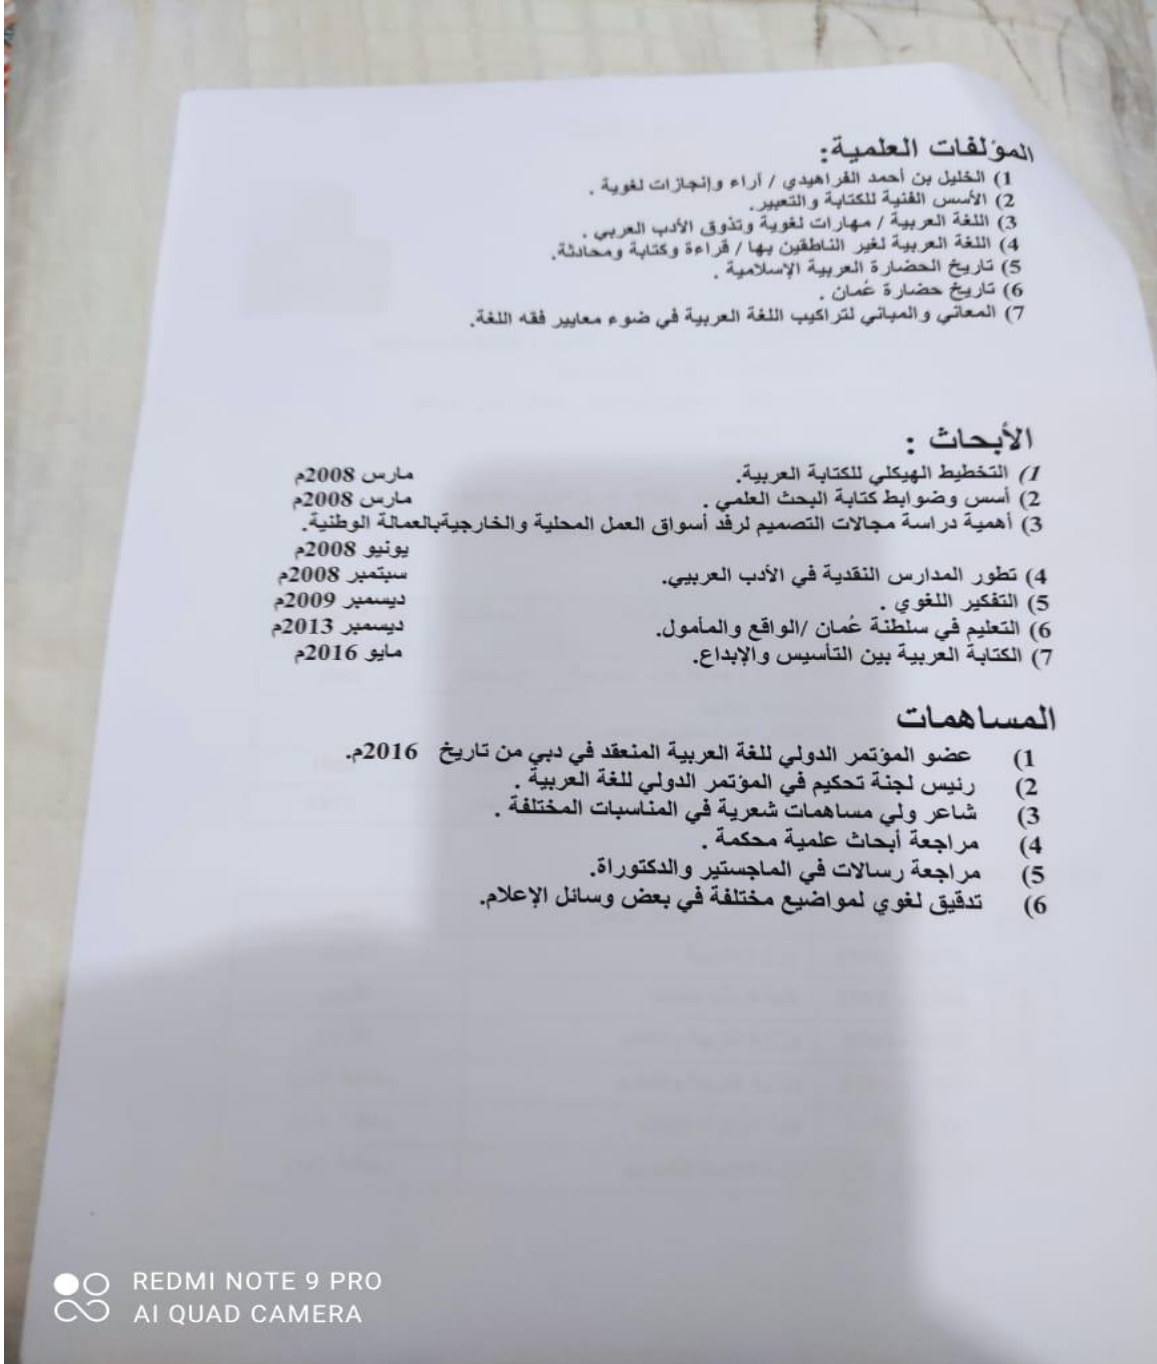 المؤلفات العلمية:
1) الخليل بن أحمد الفراهيدي / آراء وإنجازات لغوية .
2) الأسس الفنية للكتابة والتعبير.
3) اللغة العربية / مهارات لغوية وتذوق الأدب العربي .
4) اللغة العربية لغير الناطقين بها / قراءة وكتابة ومحادثة.
5) تاريخ الحضارة العربية الإسلامية .
6) تاريخ حضارة عُمان .
7) المعاني والمباني لتراكيب اللغة العربية في ضوء معايير فقه اللغة.
الأبحاث :
1) التخطيط الهيكلي للكتابة العربية. مارس 2008م
2) أسس وضوابط كتابة البحث العلمي . مارس 2008م
3) أهمية دراسة مجالات التصميم لرفد أسواق العمل المحلية والخارجيةبالعمالة الوطنية.
يونيو 2008م
4) تطور المدارس النقدية في الأدب العربيي. سبتمبر 2008م
5) التفكير اللغوي . ديسمبر 2009م
6) التعليم في سلطنة عُمان /الواقع والمأمول. ديسمبر 2013م
7) الكتابة العربية بين التأسيس والإبداع. مايو 2016م
المساهمات
1) عضو المؤتمر الدولي للغة العربية المنعقد في دبي من تاريخ 2016م.
2) رئيس لجنة تحكيم في المؤتمر الدولي للغة العربية .
3) شاعر ولي مساهمات شعرية في المناسبات المختلفة .
4) مراجعة أبحاث علمية محكمة .
5) مراجعة رسالات في الماجستير والدكتوراة.
6) تدقيق لغوي لمواضيع مختلفة في بعض وسائل الإعلام.
REDMI NOTE 9 PRO
AI QUAD CAMERA